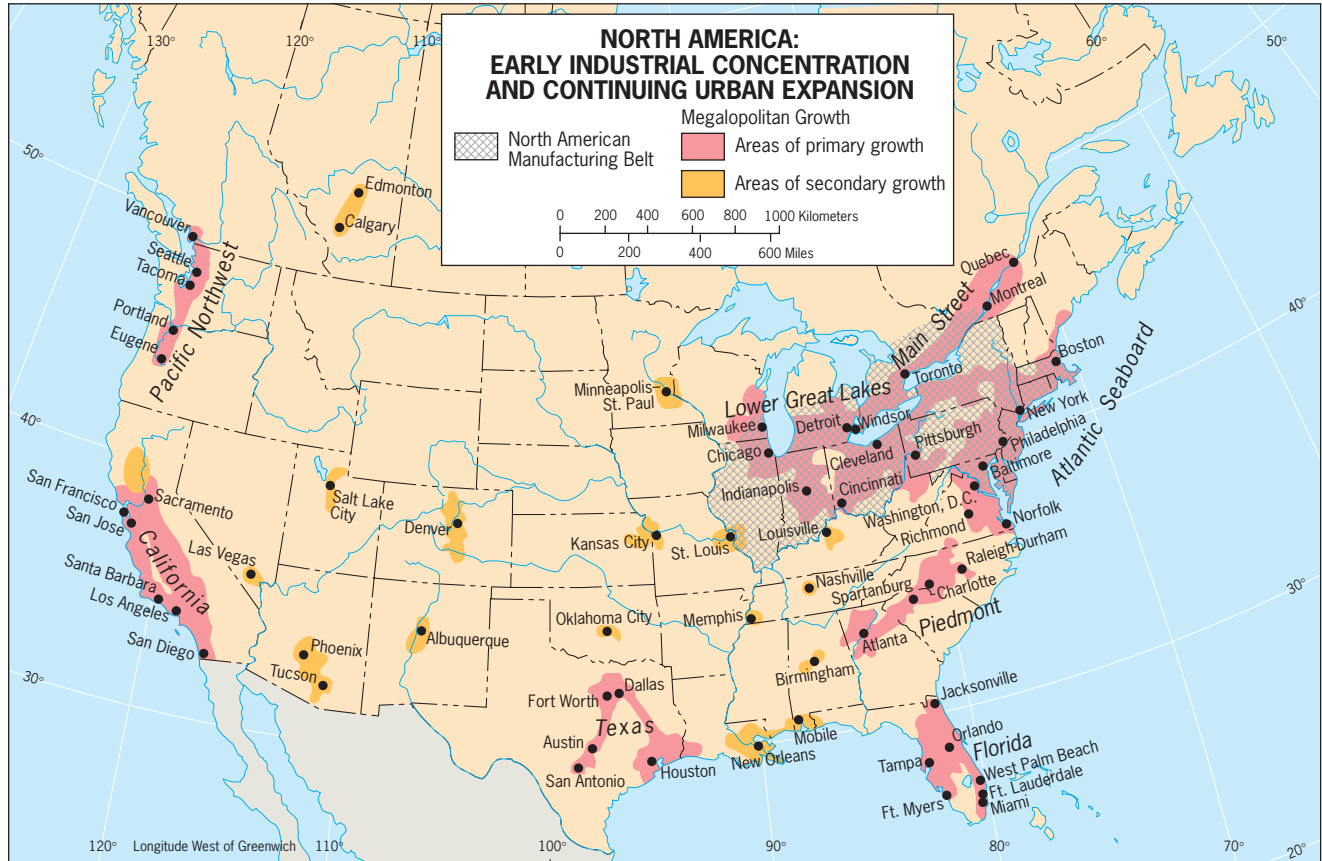 130°
120°
110°
60°
50°
NORTH AMERICA:
EARLY INDUSTRIAL CONCENTRATION
AND CONTINUING URBAN EXPANSION
North American
Manufacturing Belt
Megalopolitan Growth
Areas of primary growth
Areas of secondary growth
0 200 400 600 800 1000 Kilometers
0 200 400 600 Miles
50°
Edmonton
Calgary
Vancouver
Seattle
Tacoma
Portland
Eugene
Pacific Northwest
Quebec
Montreal
Main Street
40°
Toronto
Boston
Minneapolis-
St. Paul
Lower Great Lakes
Milwaukee
Detroit
Windsor
New York
Atlantic Seaboard
40°
Chicago
Cleveland
Pittsburgh
Philadelphia
Baltimore
Indianapolis
Cincinnati
Washington, D.C.
San Francisco
Sacramento
San Jose
Salt Lake
City
Denver
Kansas City
St. Louis
Louisville
Richmond
Norfolk
California
Las Vegas
Raleigh-Durham
Nashville
Spartanburg
Charlotte
30°
Santa Barbara
Los Angeles
San Diego
Oklahoma City
Memphis
Piedmont
Albuquerque
Atlanta
Phoenix
Tucson
Birmingham
30°
Dallas
Fort Worth
Texas
Jacksonville
Austin
Mobile
Orlando
Florida
San Antonio
Houston
New Orleans
Tampa
West Palm Beach
Ft. Lauderdale
Miami
Ft. Myers
120°
Longitude West of Greenwich
110°
100°
90°
80°
70°
20°